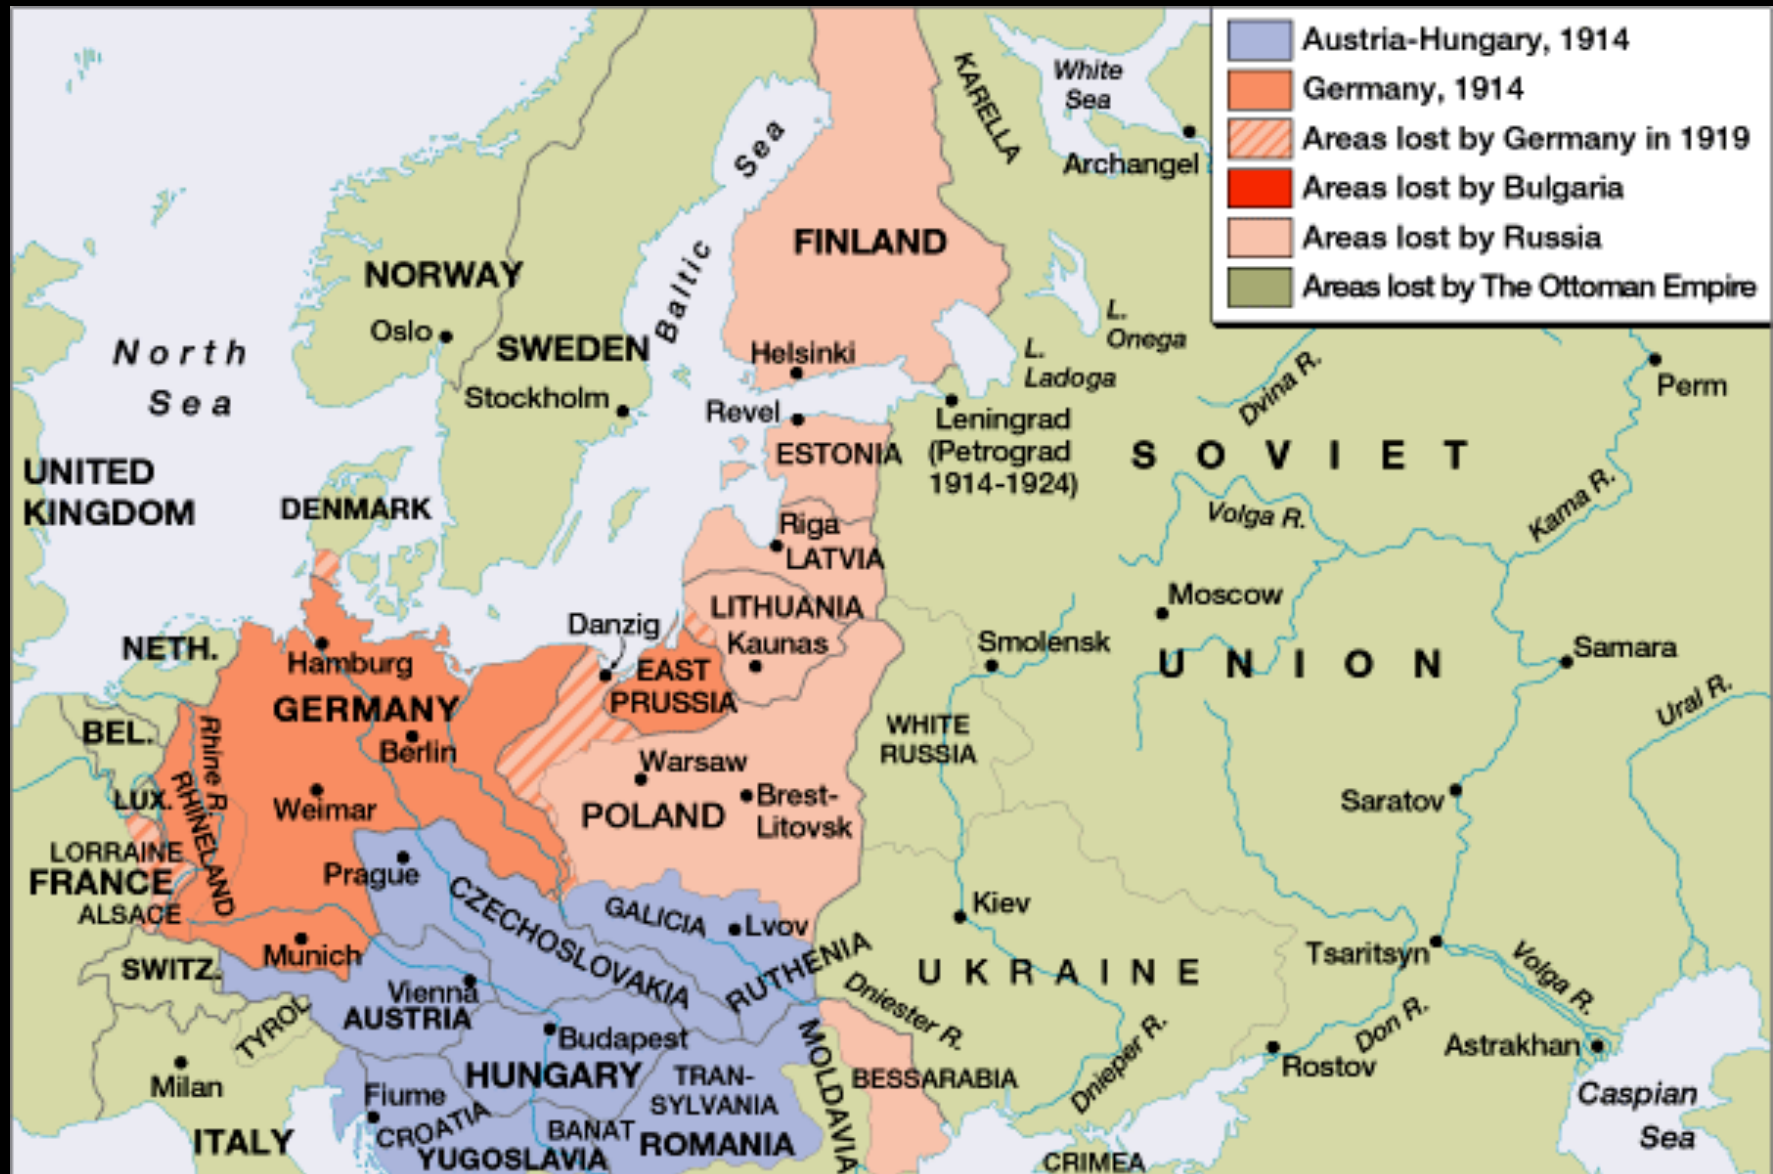 Austria-Hungary, 1914
Germany, 1914
Areas lost by Germany in 1919
Areas lost by Bulgaria
Areas lost by Russia
Areas lost by The Ottoman Empire
White
Sea
KARELLA
Archangel
Baltic Sea
FINLAND
NORWAY
Oslo
SWEDEN
Stockholm
Helsinki
L.
Onega
L.
Ladoga
North
Sea
Revel
ESTONIA
Leningrad
(Petrograd
1914-1924)
Dvina R.
Perm
SOVIET
UNITED
KINGDOM
DENMARK
Riga
LATVIA
Volga R.
Kama R.
LITHUANIA
Kaunas
Moscow
Danzig
Smolensk
UNION
Samara
NETH.
Hamburg
GERMANY
EAST
PRUSSIA
Ural R.
BEL.
Rhine R.
Berlin
WHITE
RUSSIA
Warsaw
POLAND
Brest-
Litovsk
LUX.
RHINELAND
Weimar
Saratov
LORRAINE
FRANCE
ALSACE
Prague
CZECHOSLOVAKIA
GALICIA
Lvov
Kiev
Munich
SWITZ.
RUTHENIA
UKRAINE
Tsaritsyn
Volga R.
Vienna
AUSTRIA
TYROL
Dniester R.
Dnieper R.
Don R.
Budapest
HUNGARY
MOLDAVIA
Astrakhan
Rostov
Milan
Fiume
CROATIA
TRAN-
SYLVANIA
BESSARABIA
Caspian
Sea
ITALY
BANAT
ROMANIA
YUGOSLAVIA
CRIMEA